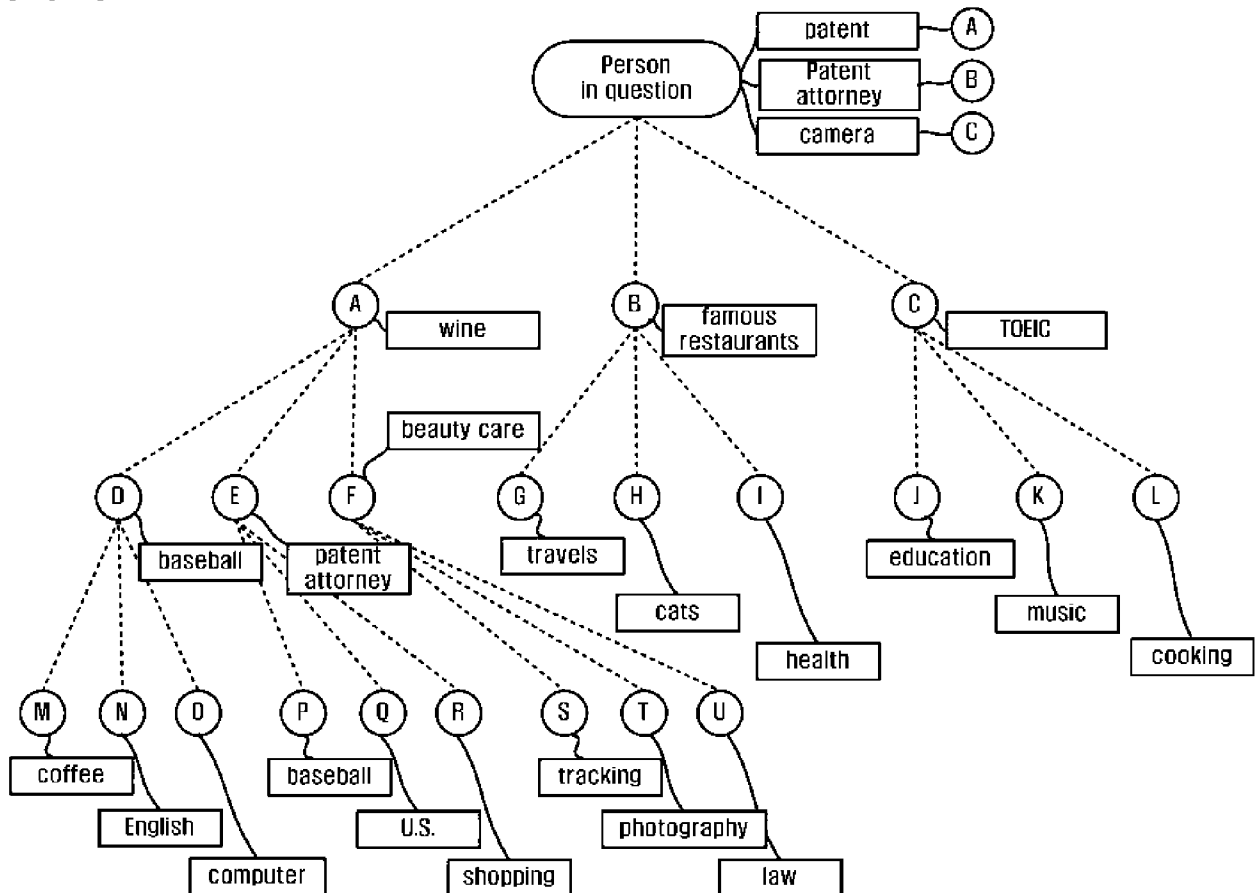 patent
A
Person
in question
Patent
attorney
B
camera
C
A
wine
B
famous
restaurants
C
TOEIC
beauty care
D
E
F
G
H
I
J
K
L
baseball
patent
attorney
travels
education
cats
music
health
cooking
M
N
O
P
Q
R
S
T
U
coffee
baseball
tracking
English
U.S.
photography
computer
shopping
law